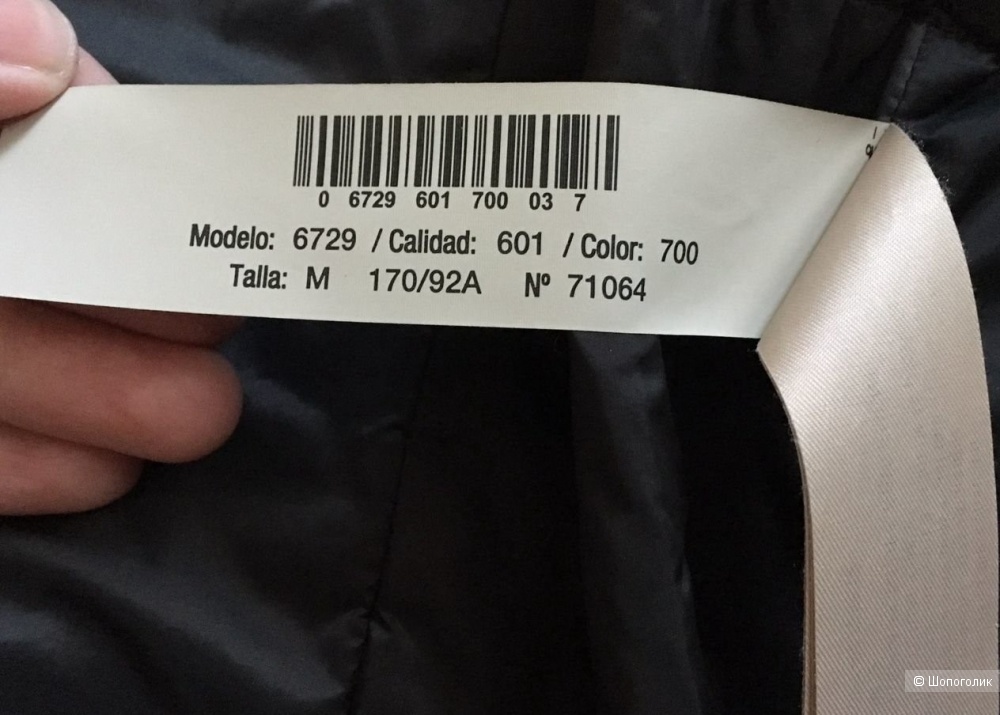 0 6729 601 700 03 7
Modelo: 6729 / Calidad: 601 / Color: 700
Talla: M 170/92A Nº 71064
© Шопоголик